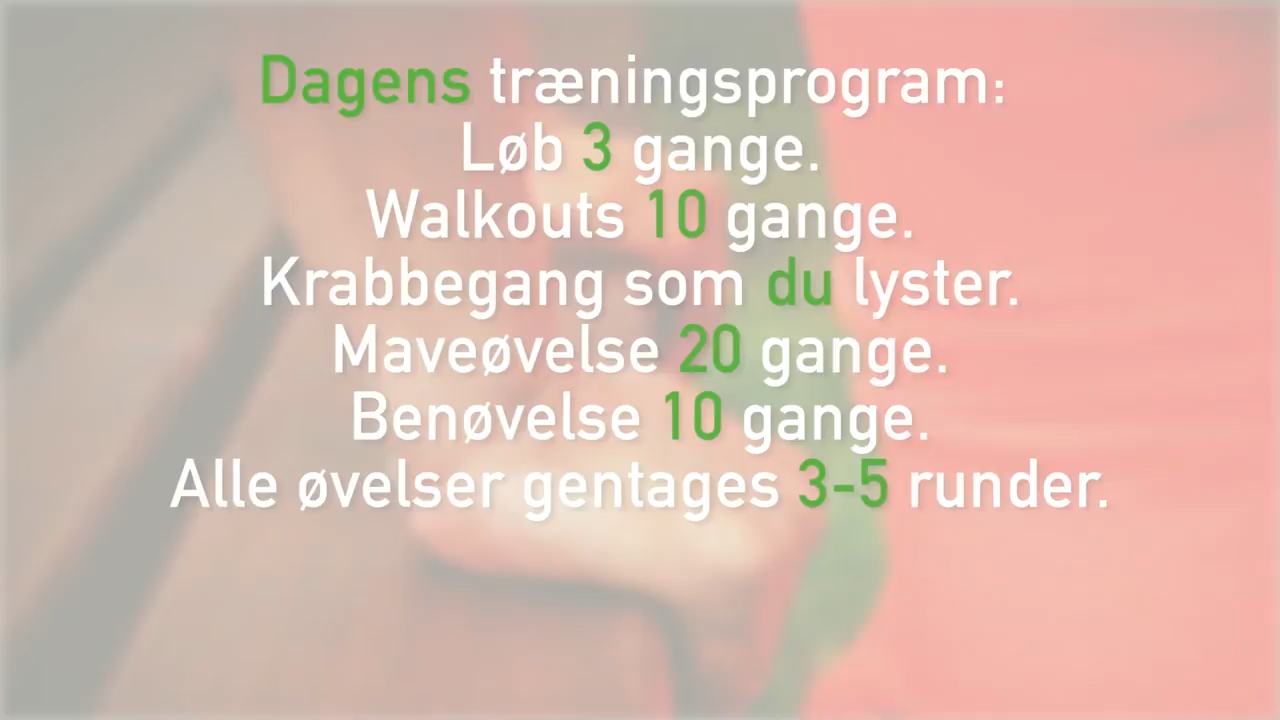 Dagens træningsprogram:
Løb 3 gange.
Walkouts 10 gange.
Krabbegang som du lyster.
Maveøvelse 20 gange.
Benøvelse 10 gange.
Alle øvelser gentages 3-5 runder.